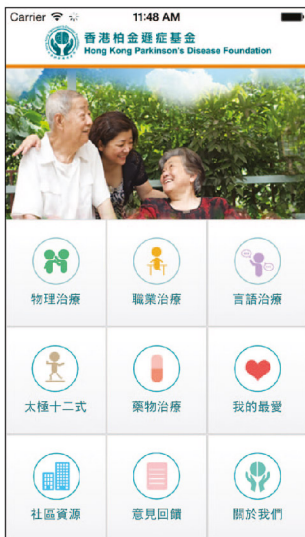 Carrier 11:48 AM
香港柏金遜症基金
Hong Kong Parkinson's Disease Foundation
物理治療 職業治療 言語治療
太極十二式 藥物治療 我的最愛
社區資源 意見回饋 關於我們